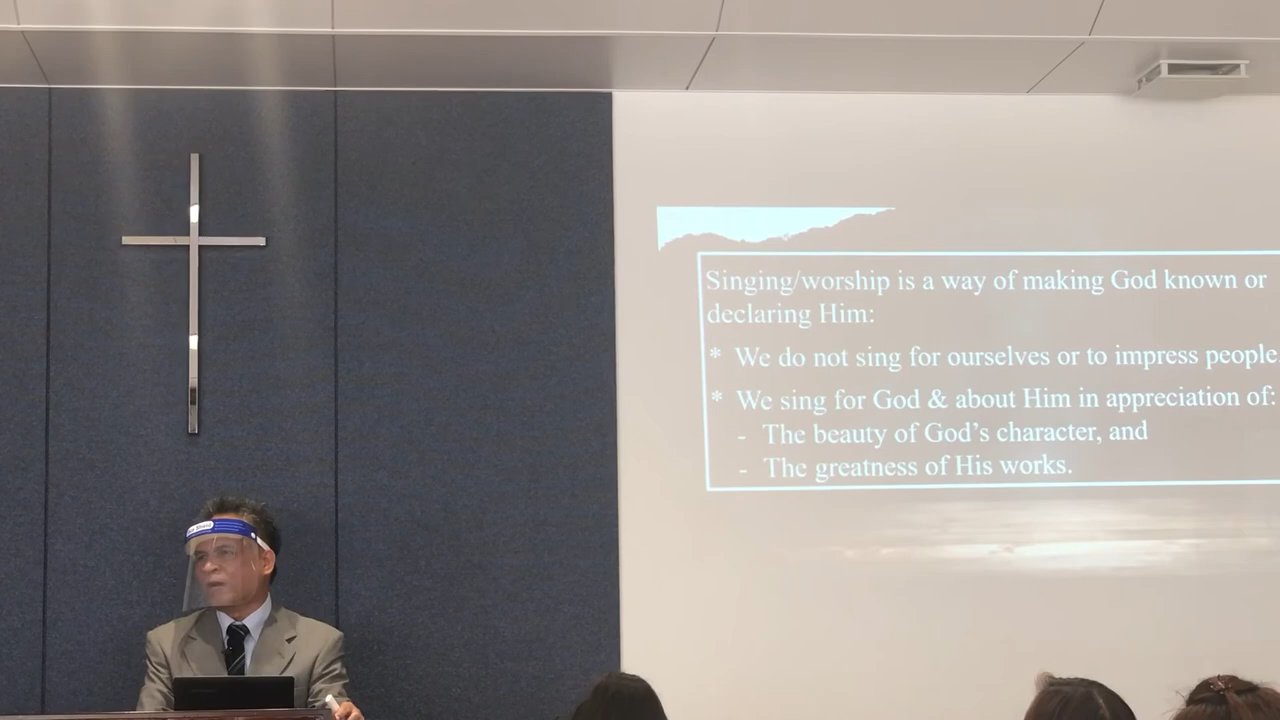 Singing/worship is a way of making God known or
declaring Him:
* We do not sing for ourselves or to impress people.
* We sing for God & about Him in appreciation of:
- The beauty of God's character, and
- The greatness of His works.